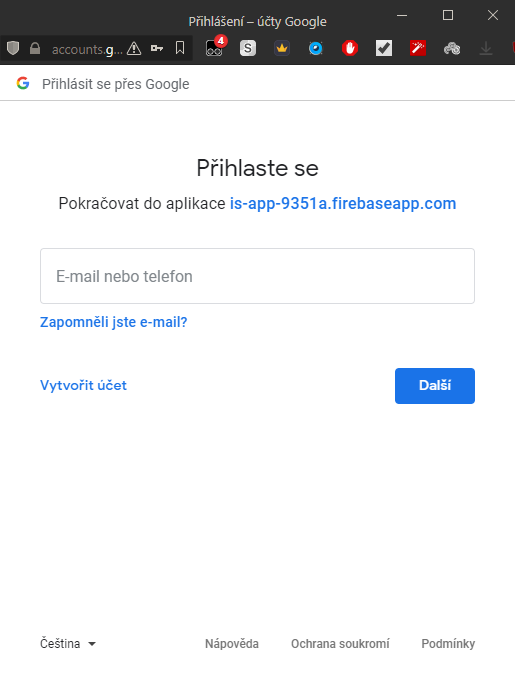 Přihlášení – účty Google
accounts.g...
4
S
Přihlásit se přes Google
Přihlaste se
Pokračovat do aplikace is-app-9351a.firebaseapp.com
E-mail nebo telefon
Zapomněli jste e-mail?
Vytvořit účet
Další
Čeština
Nápověda
Ochrana soukromí
Podmínky